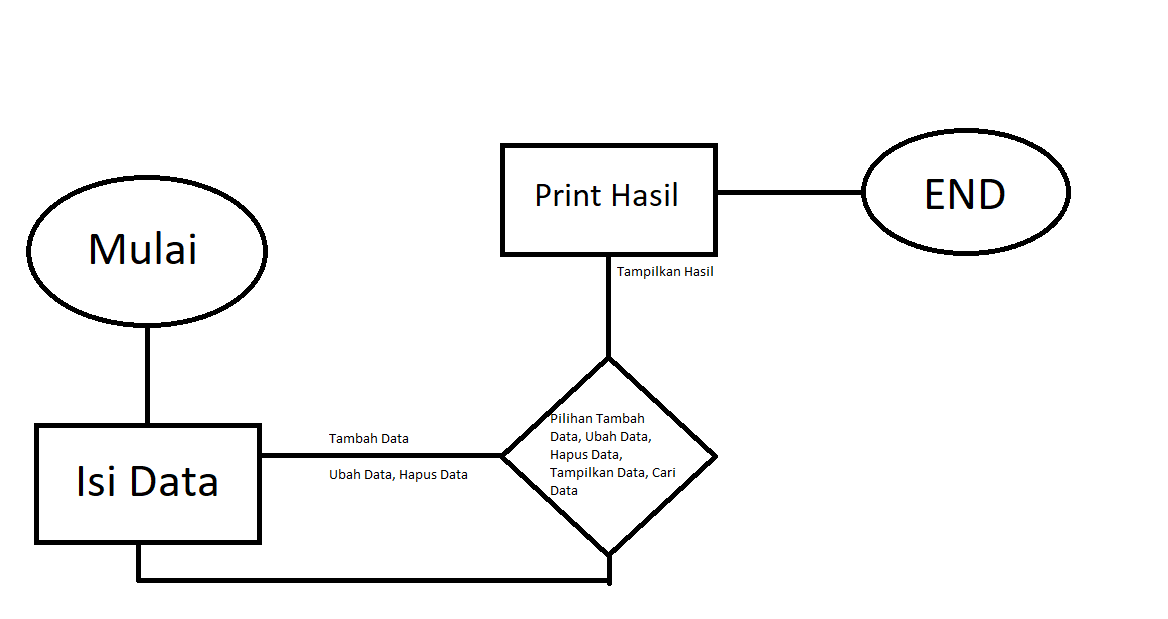 Mulai
Isi Data
Tambah Data
Ubah Data, Hapus Data
Pilihan Tambah
Data, Ubah Data,
Hapus Data,
Tampilkan Data, Cari
Data
Tampilkan Hasil
Print Hasil
END